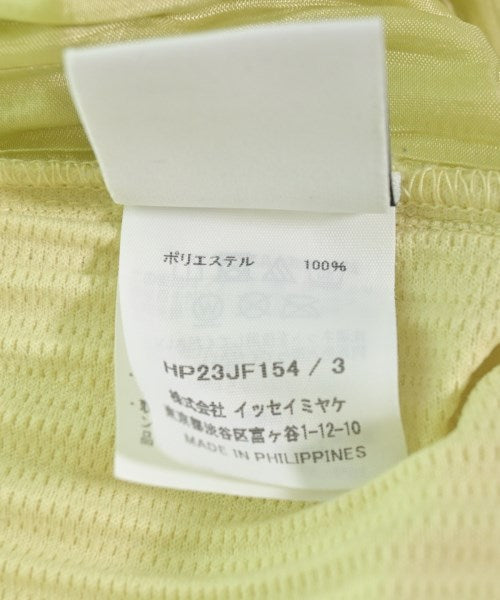 ポリエステル 100%
HP23JF154 / 3
株式会社 イッセイミヤケ
東京都渋谷区富ヶ谷1-12-10
MADE IN PHILIPPINES